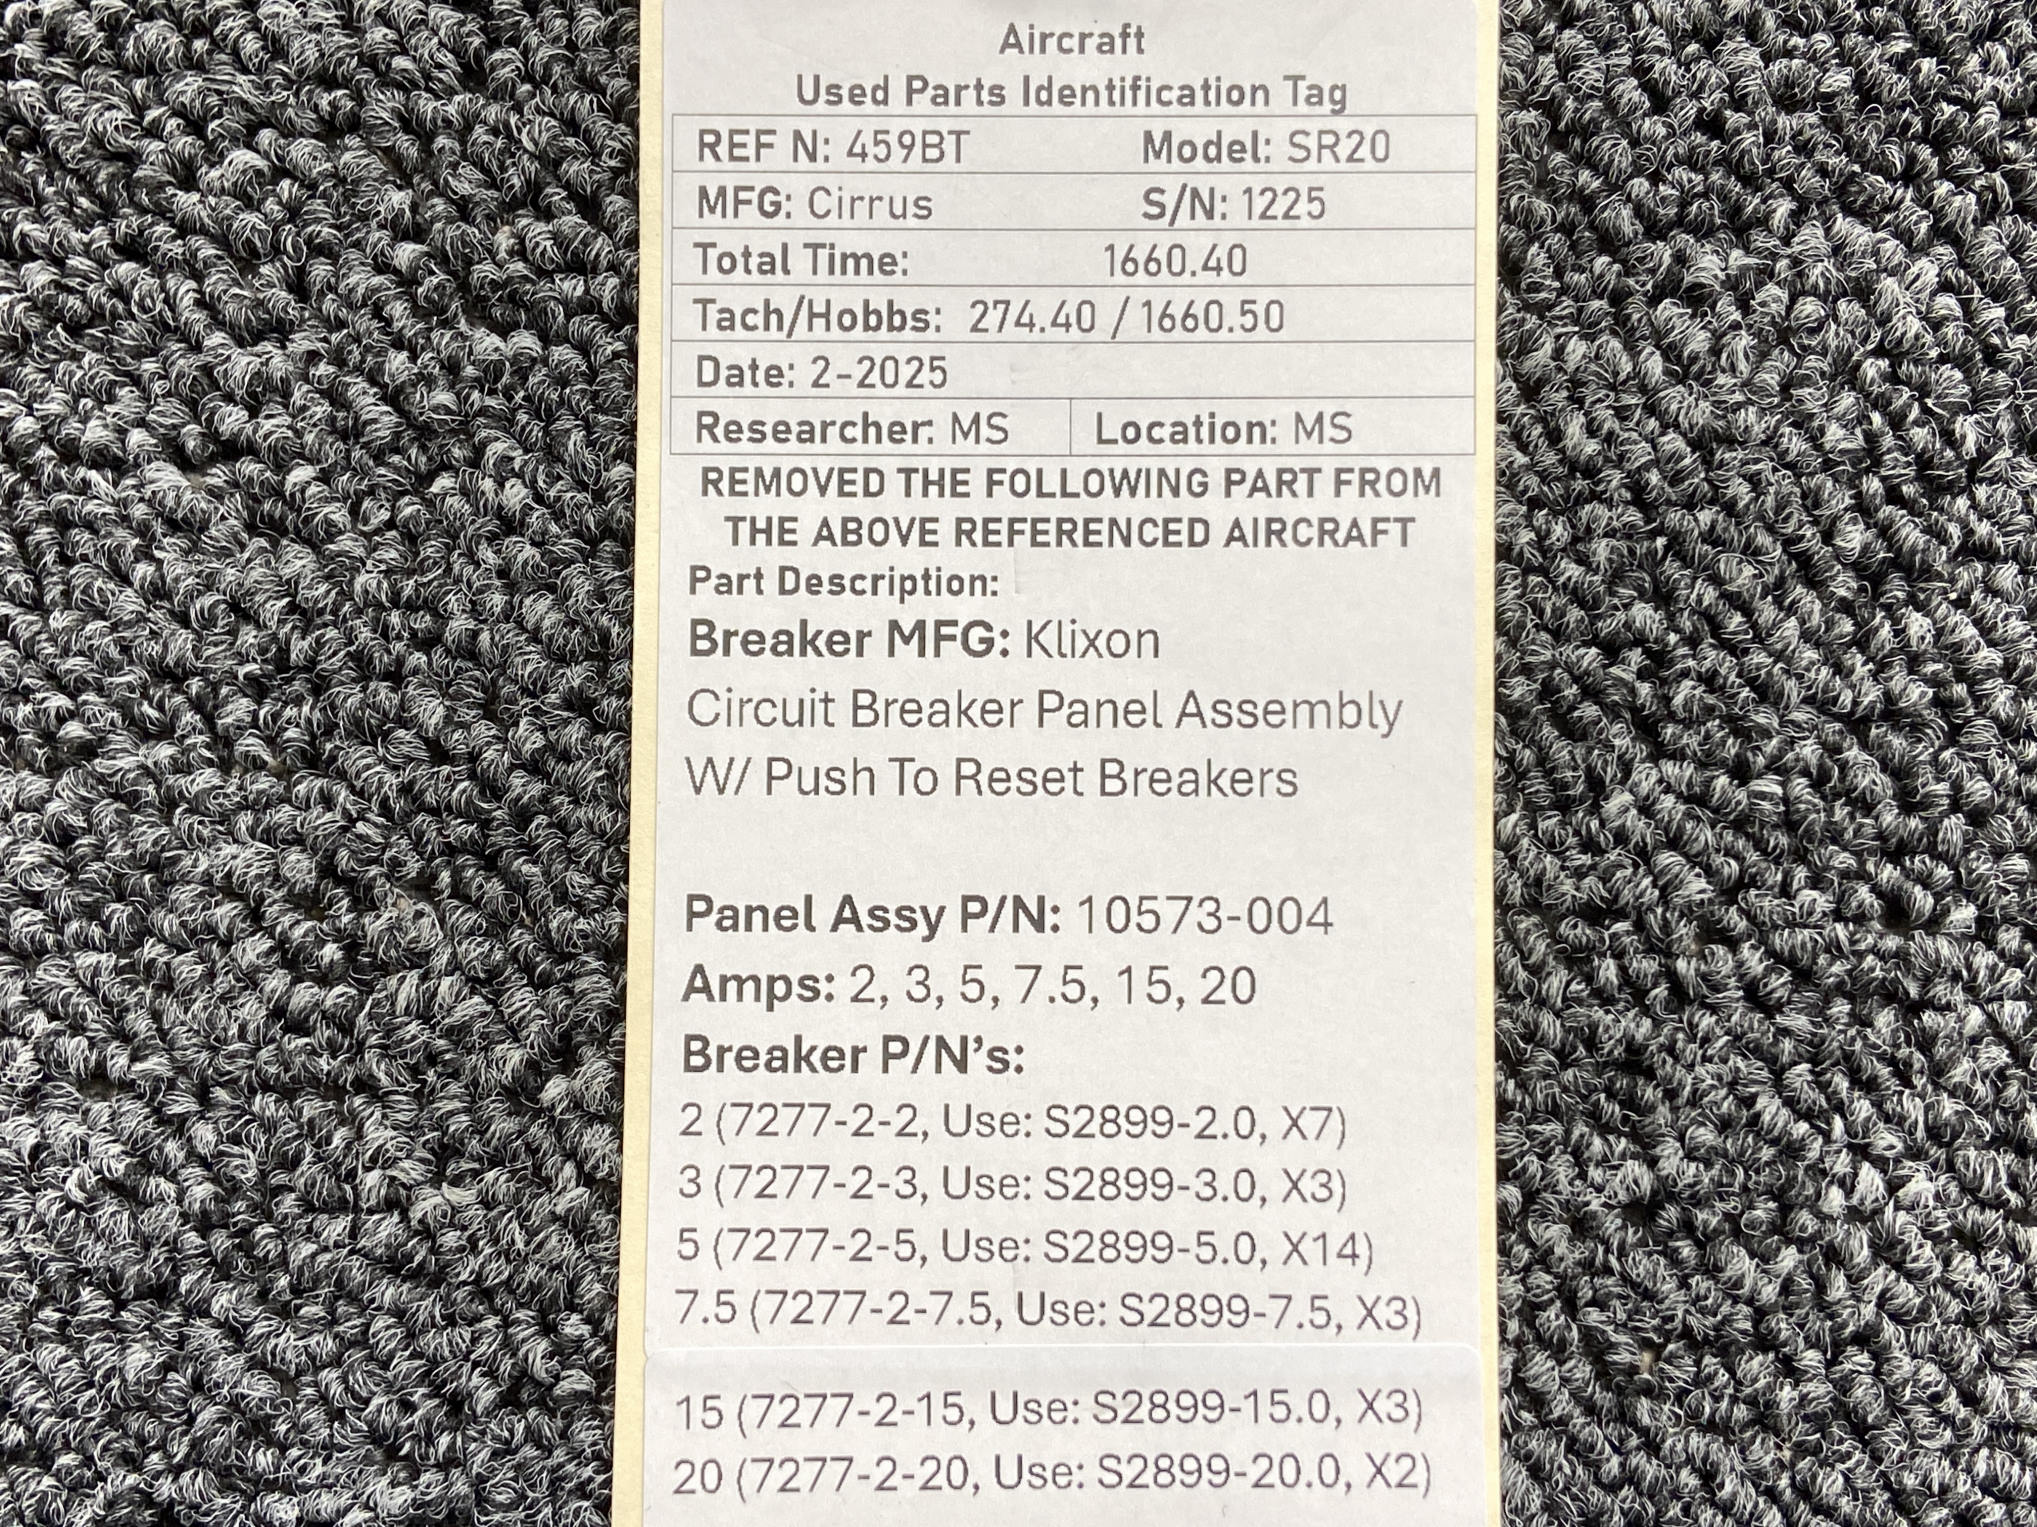 Aircraft
Used Parts Identification Tag
REF N: 459BT Model: SR20
MFG: Cirrus S/N: 1225
Total Time: 1660.40
Tach/Hobbs: 274.40 / 1660.50
Date: 2-2025
Researcher: MS Location: MS
REMOVED THE FOLLOWING PART FROM
THE ABOVE REFERENCED AIRCRAFT
Part Description:
Breaker MFG: Klixon
Circuit Breaker Panel Assembly
W/ Push To Reset Breakers
Panel Assy P/N: 10573-004
Amps: 2, 3, 5, 7.5, 15, 20
Breaker P/N's:
2 (7277-2-2, Use: S2899-2.0, X7)
3 (7277-2-3, Use: S2899-3.0, X3)
5 (7277-2-5, Use: S2899-5.0, X14)
7.5 (7277-2-7.5, Use: S2899-7.5, X3)
15 (7277-2-15, Use: S2899-15.0, X3)
20 (7277-2-20, Use: S2899-20.0, X2)